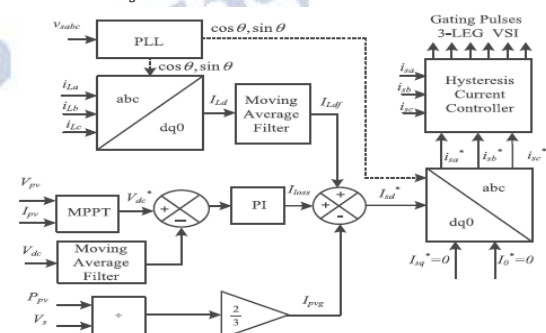 Gating Pulses
3-LEG VSI
v_sabc
PLL
cos θ, sin θ
cos θ, sin θ
i_La
i_Lb
i_Lc
abc
dq0
I_Ld
Moving
Average
Filter
I_Ldf
i_sa
i_sb
i_sc
Hysteresis
Current
Controller
i_sa*
i_sb*
i_sc*
V_pv
I_pv
MPPT
V_dc*
+
-
PI
I_loss
+
+
-
I_sd*
abc
dq0
V_dc
Moving
Average
Filter
I_sq*=0
I_0*=0
P_pv
V_s
÷
2
3
I_pvg